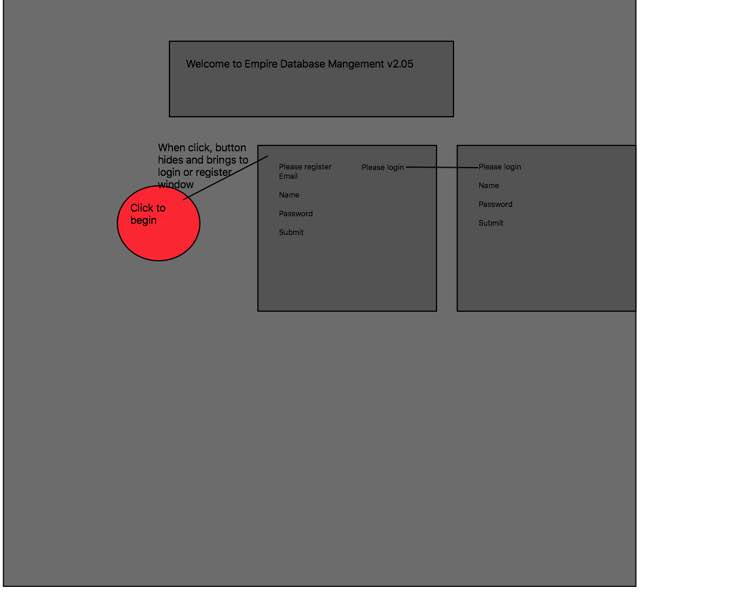 Welcome to Empire Database Mangement v2.05
When click, button
hides and brings to
login or register
window
Click to
begin
Please register
Email
Name
Password
Submit
Please login
Please login
Name
Password
Submit